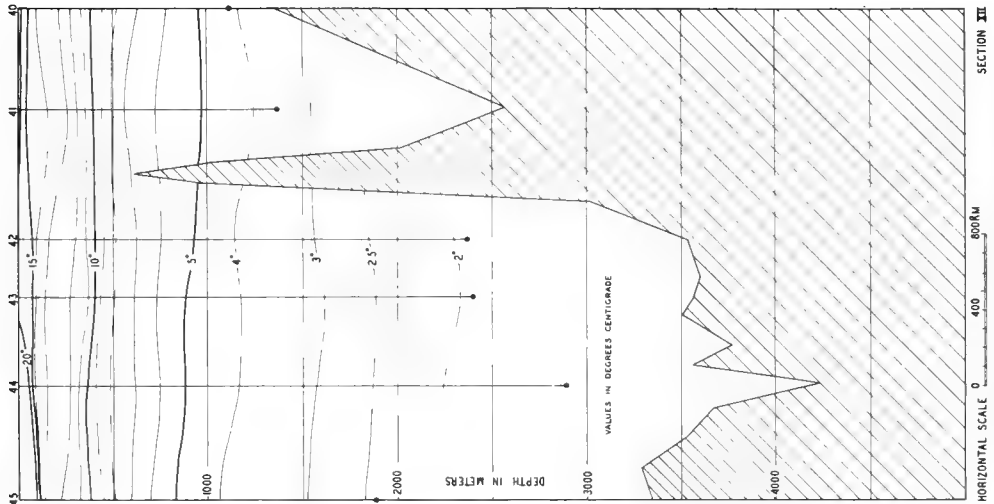 45 44 43 42 41 40
20°
15°
10°
5°
4°
3°
2.5°
2°
1000
2000
3000
4000
DEPTH IN METERS
VALUES IN DEGREES CENTIGRADE
HORIZONTAL SCALE 0 400 800KM
SECTION XII